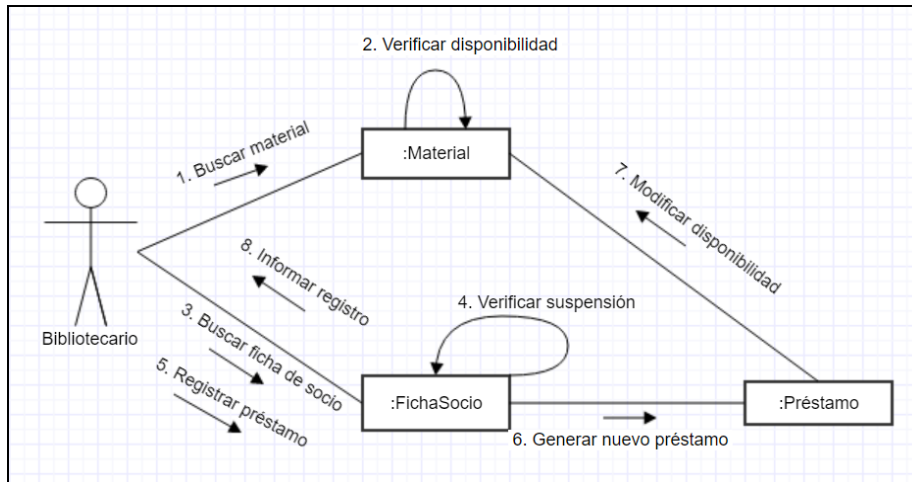 2. Verificar disponibilidad
1. Buscar material
:Material
7. Modificar disponibilidad
8. Informar registro
4. Verificar suspensión
Bibliotecario
3. Buscar ficha de socio
5. Registrar préstamo
:FichaSocio
:Préstamo
6. Generar nuevo préstamo